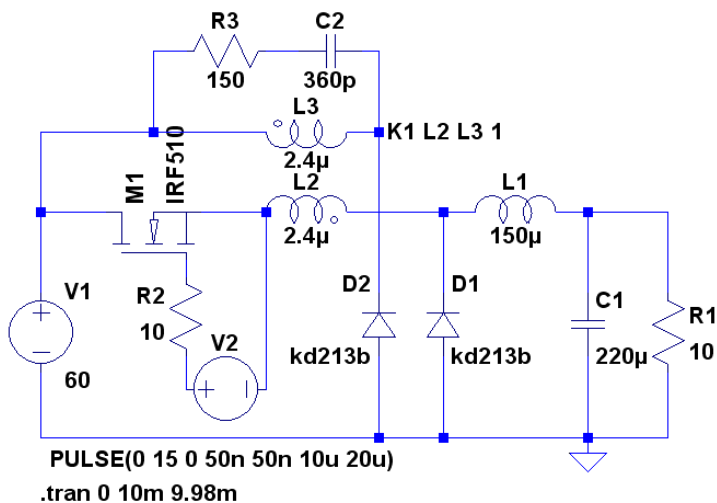 R3
C2
150
360p
L3
K1 L2 L3 1
2.4µ
M1
IRF510
L2
L1
2.4µ
150µ
V1
R2
D2
D1
C1
R1
10
V2
kd213b
kd213b
220µ
10
60
PULSE(0 15 0 50n 50n 10u 20u)
.tran 0 10m 9.98m